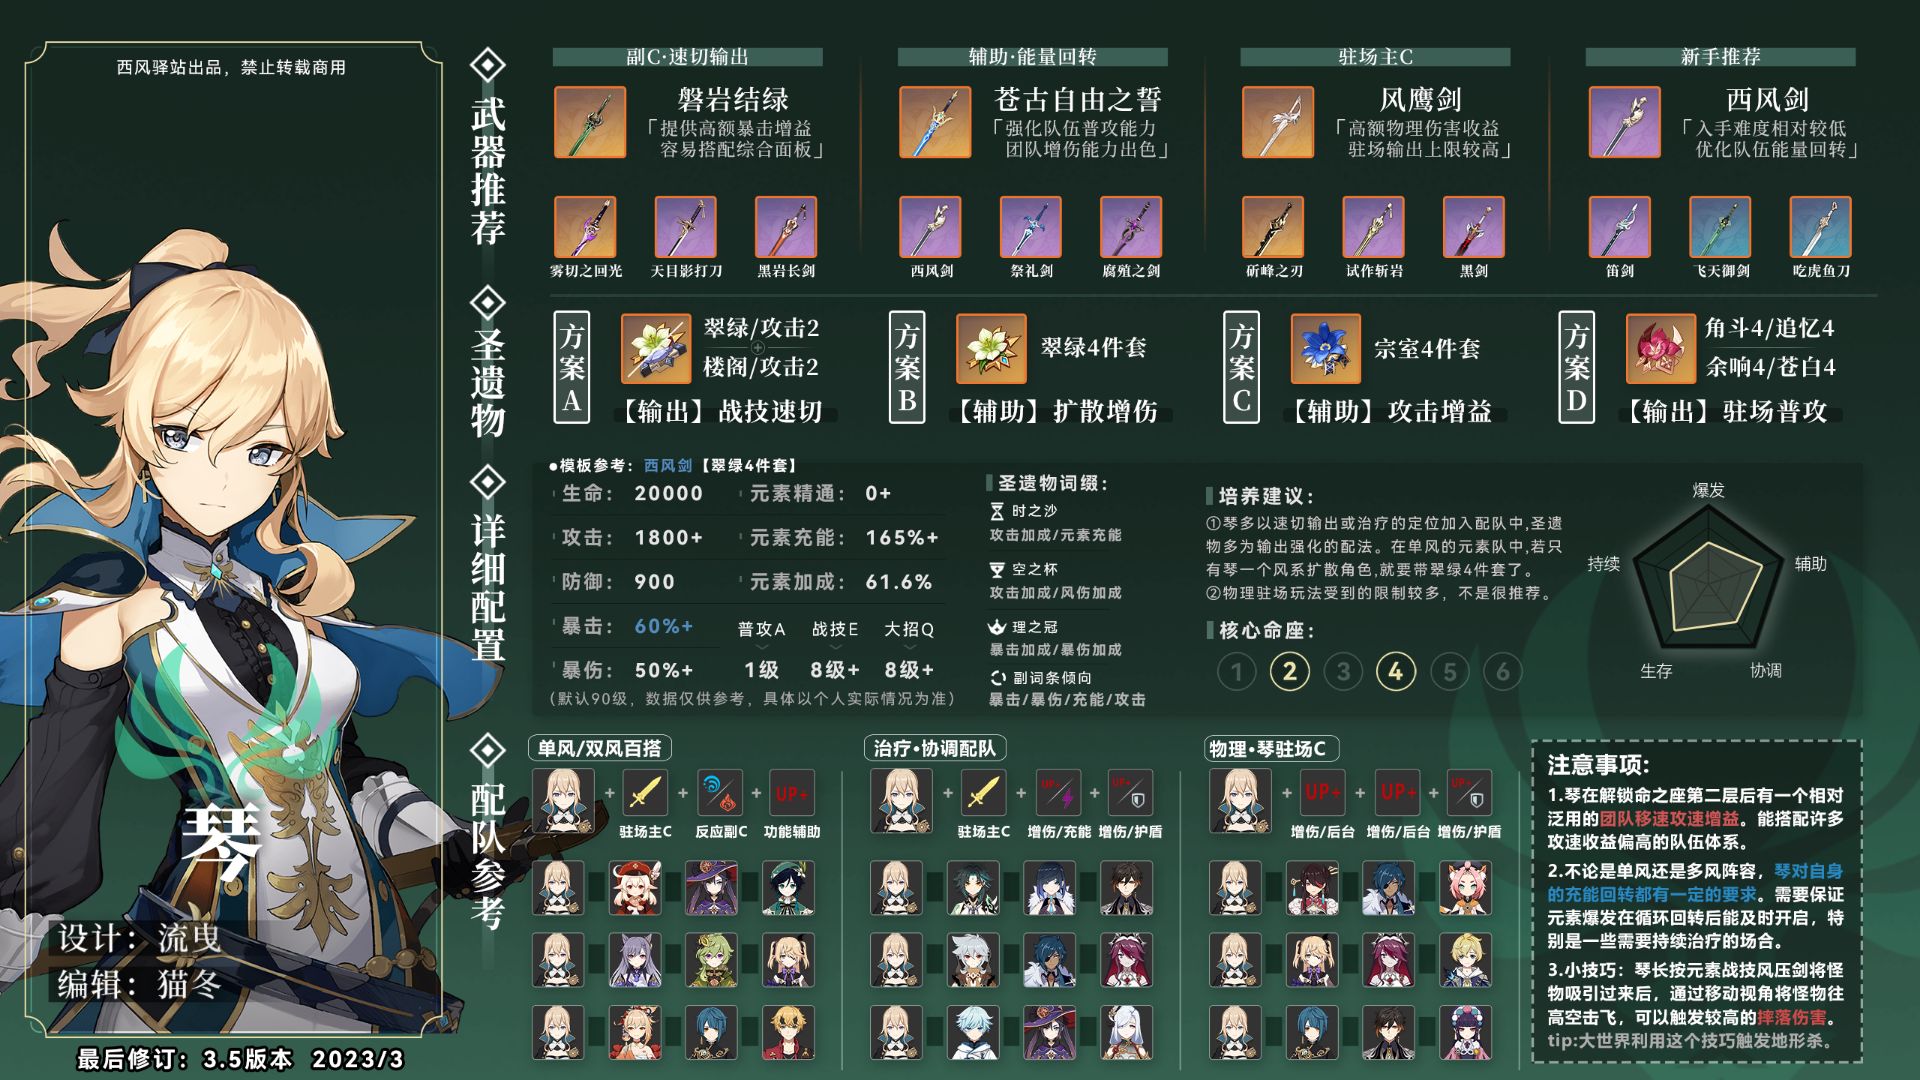 西风驿站出品，禁止转载商用
琴
设计：流曳
编辑：猫冬
最后修订：3.5版本 2023/3
武器推荐
副C·速切输出
磐岩结绿
「提供高额暴击增益
容易搭配综合面板」
雾切之回光 天目影打刀 黑岩长剑
辅助·能量回转
苍古自由之誓
「强化队伍普攻能力
团队增伤能力出色」
西风剑 祭礼剑 腐殖之剑
驻场主C
风鹰剑
「高额物理伤害收益
驻场输出上限较高」
斫峰之刃 试作斩岩 黑剑
新手推荐
西风剑
「入手难度相对较低
优化队伍能量回转」
笛剑 飞天御剑 吃虎鱼刀
圣遗物
方案A
翠绿/攻击2
楼阁/攻击2
【输出】战技速切
方案B
翠绿4件套
【辅助】扩散增伤
方案C
宗室4件套
【辅助】攻击增益
方案D
角斗4/追忆4
余响4/苍白4
【输出】驻场普攻
详细配置
●模板参考：西风剑【翠绿4件套】
生命： 20000 元素精通： 0+
攻击： 1800+ 元素充能： 165%+
防御： 900 元素加成： 61.6%
暴击： 60%+ 普攻A 战技E 大招Q
暴伤： 50%+ 1级 8级+ 8级+
（默认90级，数据仅供参考，具体以个人实际情况为准）
圣遗物词缀：
时之沙
攻击加成/元素充能
空之杯
攻击加成/风伤加成
理之冠
暴击加成/暴伤加成
副词条倾向
暴击/暴伤/充能/攻击
培养建议：
①琴多以速切输出或治疗的定位加入配队中,圣遗
物多为输出强化的配法。在单风的元素队中,若只
有琴一个风系扩散角色,就要带翠绿4件套了。
②物理驻场玩法受到的限制较多，不是很推荐。
核心命座：
1 2 3 4 5 6
爆发
辅助
协调
生存
持续
配队参考
单风/双风百搭
+ + + UP+
驻场主C 反应副C 功能辅助
治疗·协调配队
+ + UP+ + UP+
驻场主C 增伤/充能 增伤/护盾
物理·琴驻场C
+ UP+ + UP+ + UP+
增伤/后台 增伤/后台 增伤/护盾
注意事项:
1.琴在解锁命之座第二层后有一个相对
泛用的团队移速攻速增益。能搭配许多
攻速收益偏高的队伍体系。
2.不论是单风还是多风阵容，琴对自身
的充能回转都有一定的要求。需要保证
元素爆发在循环回转后能及时开启，特
别是一些需要持续治疗的场合。
3.小技巧：琴长按元素战技风压剑将怪
物吸引过来后，通过移动视角将怪物往
高空击飞，可以触发较高的摔落伤害。
tip:大世界利用这个技巧触发地形杀。